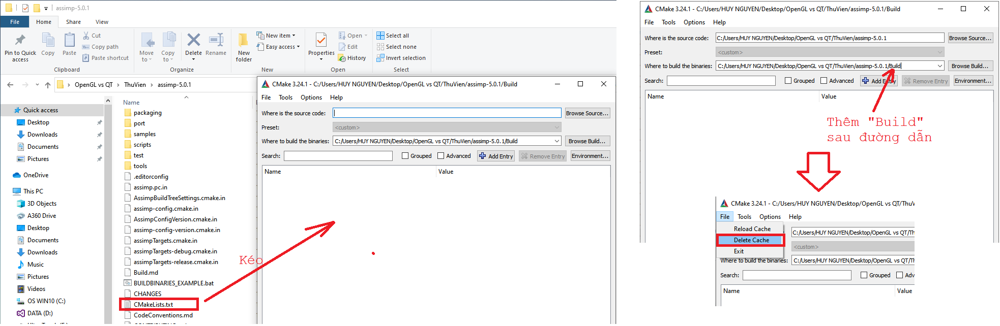 assimp-5.0.1
File Home Share View
Pin to Quick access
Copy
Paste
Cut
Copy path
Paste shortcut
Clipboard
Move to
Copy to
Delete
Rename
Organize
New folder
New item
Easy access
New
Properties
Open
Edit
History
Open
Select all
Select none
Invert selection
Select
OpenGL vs QT › ThuVien › assimp-5.0.1
Quick access
Desktop
Downloads
Documents
Pictures
OneDrive
This PC
3D Objects
A360 Drive
Desktop
Documents
Downloads
Music
Pictures
Videos
OS WIN10 (C:)
DATA (D:)
Name
packaging
port
samples
scripts
test
tools
.editorconfig
assimp.pc.in
AssimpBuildTreeSettings.cmake.in
assimp-config.cmake.in
AssimpConfigVersion.cmake.in
assimp-config-version.cmake.in
assimpTargets.cmake.in
assimpTargets-debug.cmake.in
assimpTargets-release.cmake.in
Build.md
BUILDBINARIES_EXAMPLE.bat
CHANGES
CMakeLists.txt
CodeConventions.md
Kéo
CMake 3.24.1 - C:/Users/HUY NGUYEN/Desktop/OpenGL vs QT/ThuVien/assimp-5.0.1/Build
File Tools Options Help
Where is the source code: Browse Source...
Preset: <custom>
Where to build the binaries: C:/Users/HUY NGUYEN/Desktop/OpenGL vs QT/ThuVien/assimp-5.0.1/Build Browse Build...
Search: Grouped Advanced Add Entry Remove Entry Environment...
Name Value
CMake 3.24.1 - C:/Users/HUY NGUYEN/Desktop/OpenGL vs QT/ThuVien/assimp-5.0.1/Build
File Tools Options Help
Where is the source code: C:/Users/HUY NGUYEN/Desktop/OpenGL vs QT/ThuVien/assimp-5.0.1 Browse Source...
Preset: <custom>
Where to build the binaries: C:/Users/HUY NGUYEN/Desktop/OpenGL vs QT/ThuVien/assimp-5.0.1/Build Browse Build...
Search: Grouped Advanced Add Entry Remove Entry Environment...
Name Value
Thêm "Build"
sau đường dẫn
CMake 3.24.1 - C:/Users/HUY NGUYEN/Desktop/OpenGL vs QT/ThuV
File Tools Options Help
Reload Cache
Delete Cache
Exit
C:/Users/HUY NGUYEN/Desktop/OpenGL vs QT/Th
<custom>
Where to build the binaries: C:/Users/HUY NGUYEN/Desktop/OpenGL vs QT/Th
Search: Grouped Adv
Name Value